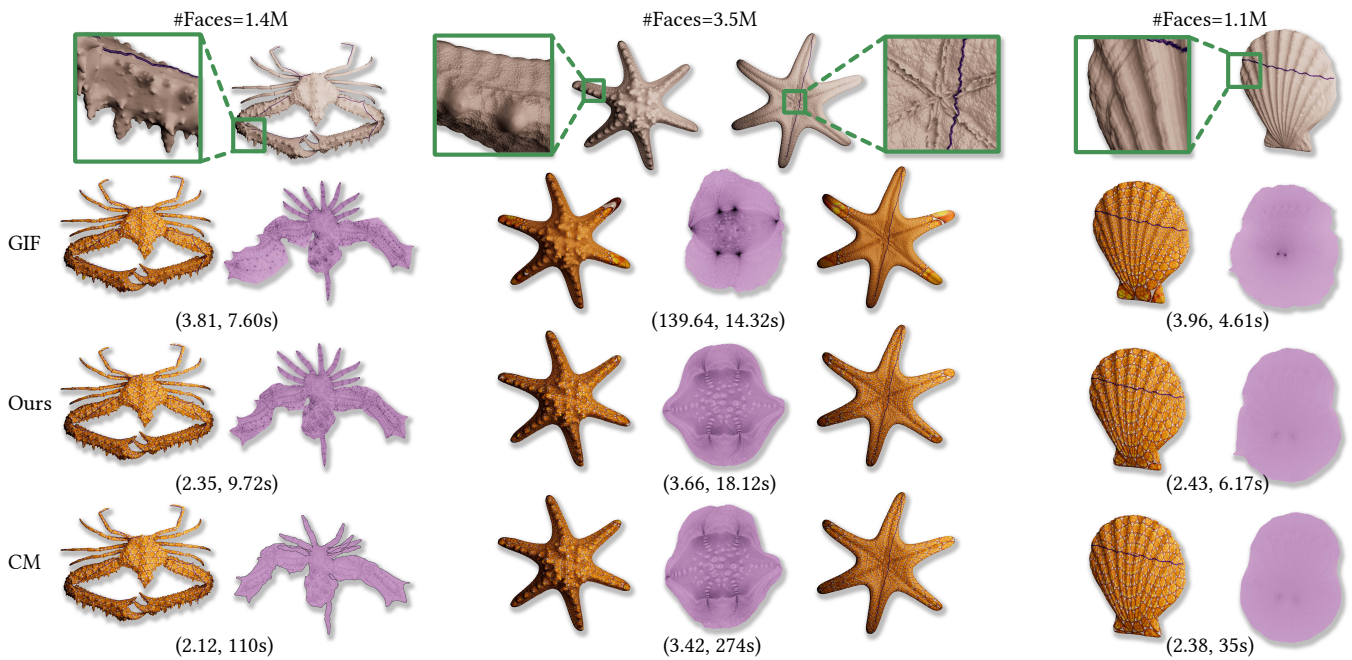 #Faces=1.4M
#Faces=3.5M
#Faces=1.1M
GIF
(3.81, 7.60s)
(139.64, 14.32s)
(3.96, 4.61s)
Ours
(2.35, 9.72s)
(3.66, 18.12s)
(2.43, 6.17s)
CM
(2.12, 110s)
(3.42, 274s)
(2.38, 35s)